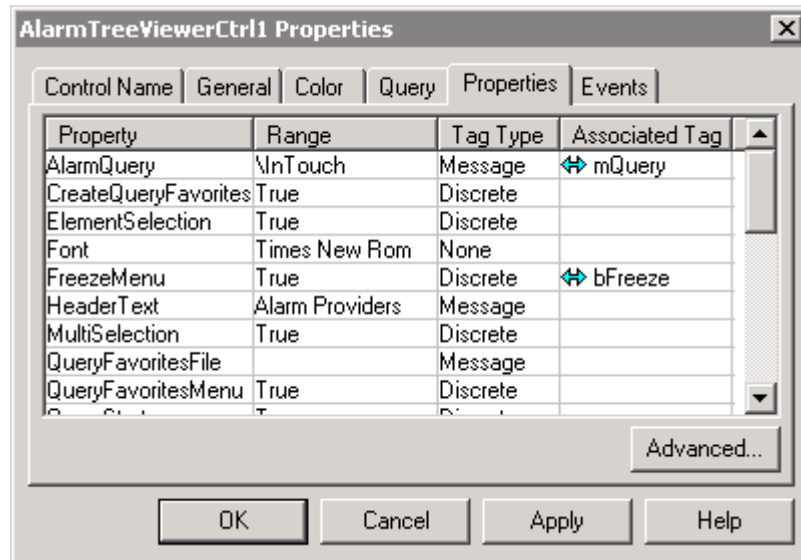 AlarmTreeViewerCtrl1 Properties
Control Name General Color Query Properties Events
Property Range Tag Type Associated Tag
AlarmQuery \InTouch Message mQuery
CreateQueryFavorites True Discrete
ElementSelection True Discrete
Font Times New Rom None
FreezeMenu True Discrete bFreeze
HeaderText Alarm Providers Message
MultiSelection True Discrete
QueryFavoritesFile Message
QueryFavoritesMenu True Discrete
Advanced...
OK Cancel Apply Help